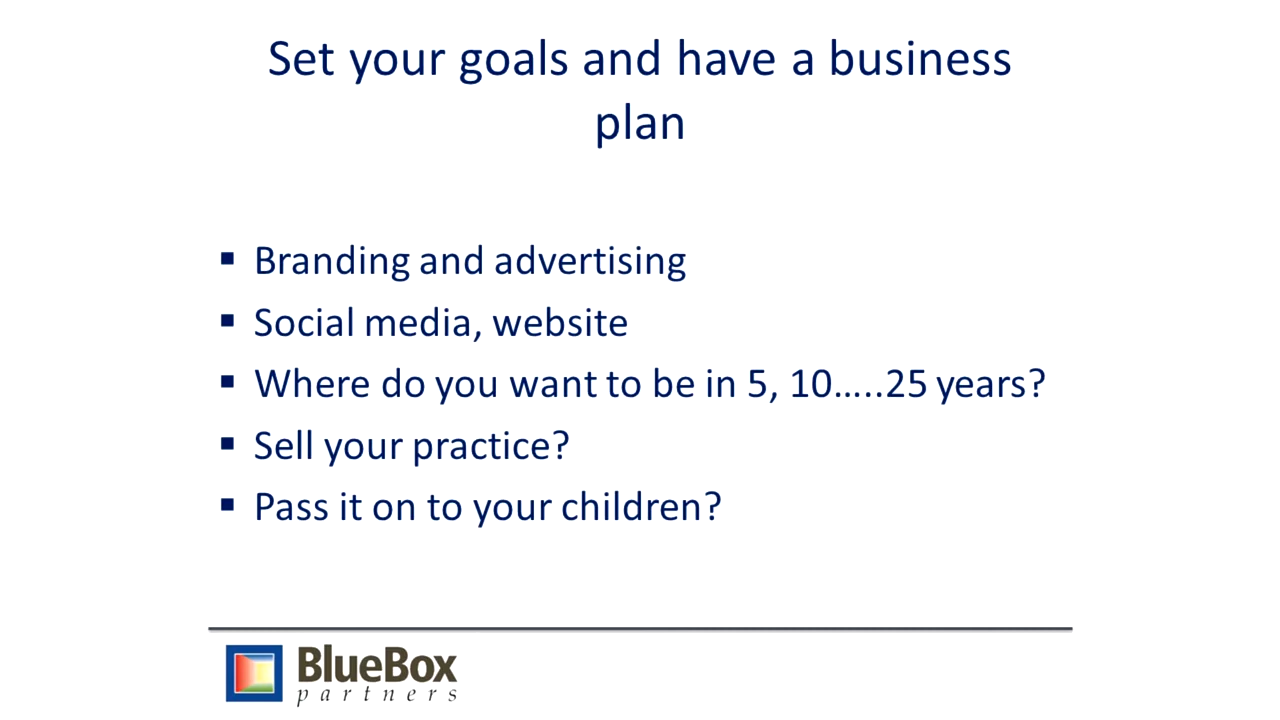 Set your goals and have a business
plan
▪ Branding and advertising
▪ Social media, website
▪ Where do you want to be in 5, 10…..25 years?
▪ Sell your practice?
▪ Pass it on to your children?
BlueBox
partners